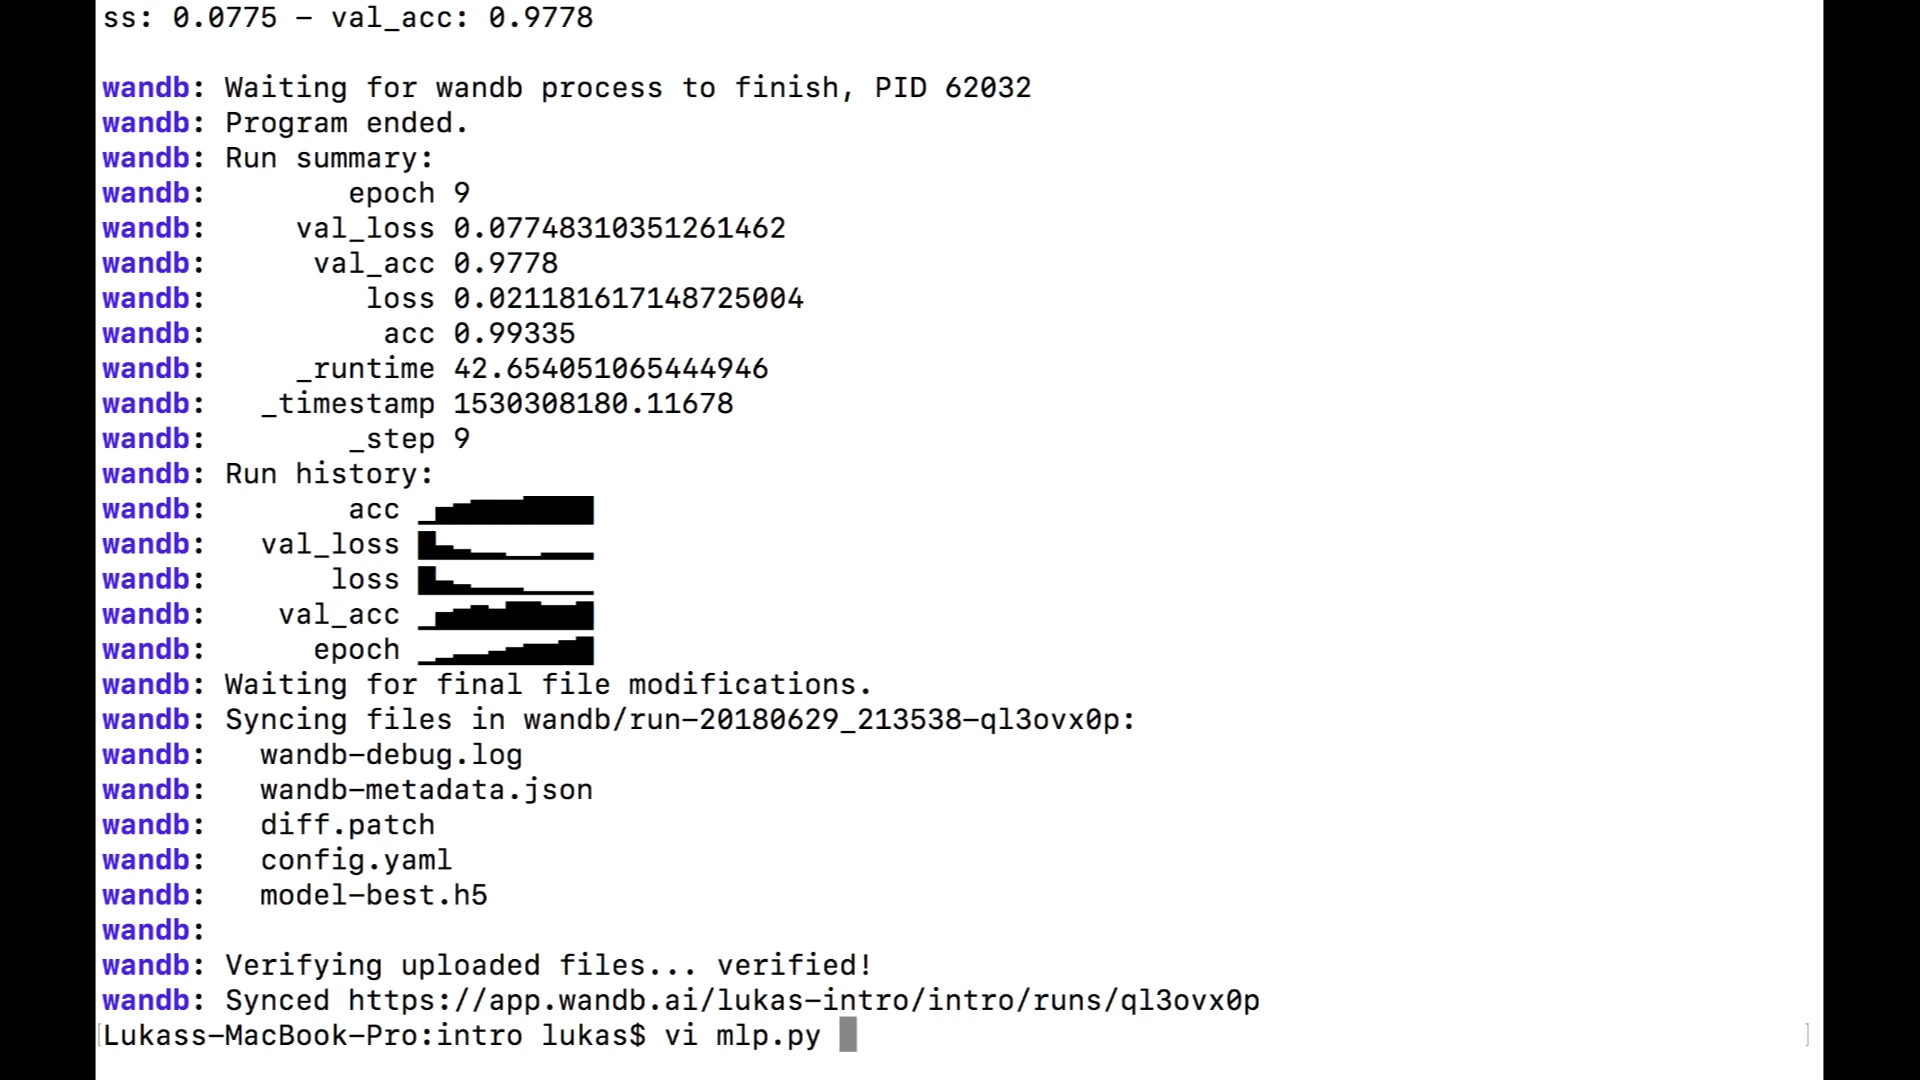 ss: 0.0775 - val_acc: 0.9778
wandb: Waiting for wandb process to finish, PID 62032
wandb: Program ended.
wandb: Run summary:
wandb: epoch 9
wandb: val_loss 0.07748310351261462
wandb: val_acc 0.9778
wandb: loss 0.021181617148725004
wandb: acc 0.99335
wandb: _runtime 42.654051065444946
wandb: _timestamp 1530308180.11678
wandb: _step 9
wandb: Run history:
wandb: acc
wandb: val_loss
wandb: loss
wandb: val_acc
wandb: epoch
wandb: Waiting for final file modifications.
wandb: Syncing files in wandb/run-20180629_213538-ql3ovx0p:
wandb: wandb-debug.log
wandb: wandb-metadata.json
wandb: diff.patch
wandb: config.yaml
wandb: model-best.h5
wandb:
wandb: Verifying uploaded files... verified!
wandb: Synced https://app.wandb.ai/lukas-intro/intro/runs/ql3ovx0p
[Lukass-MacBook-Pro:intro lukas$ vi mlp.py ]